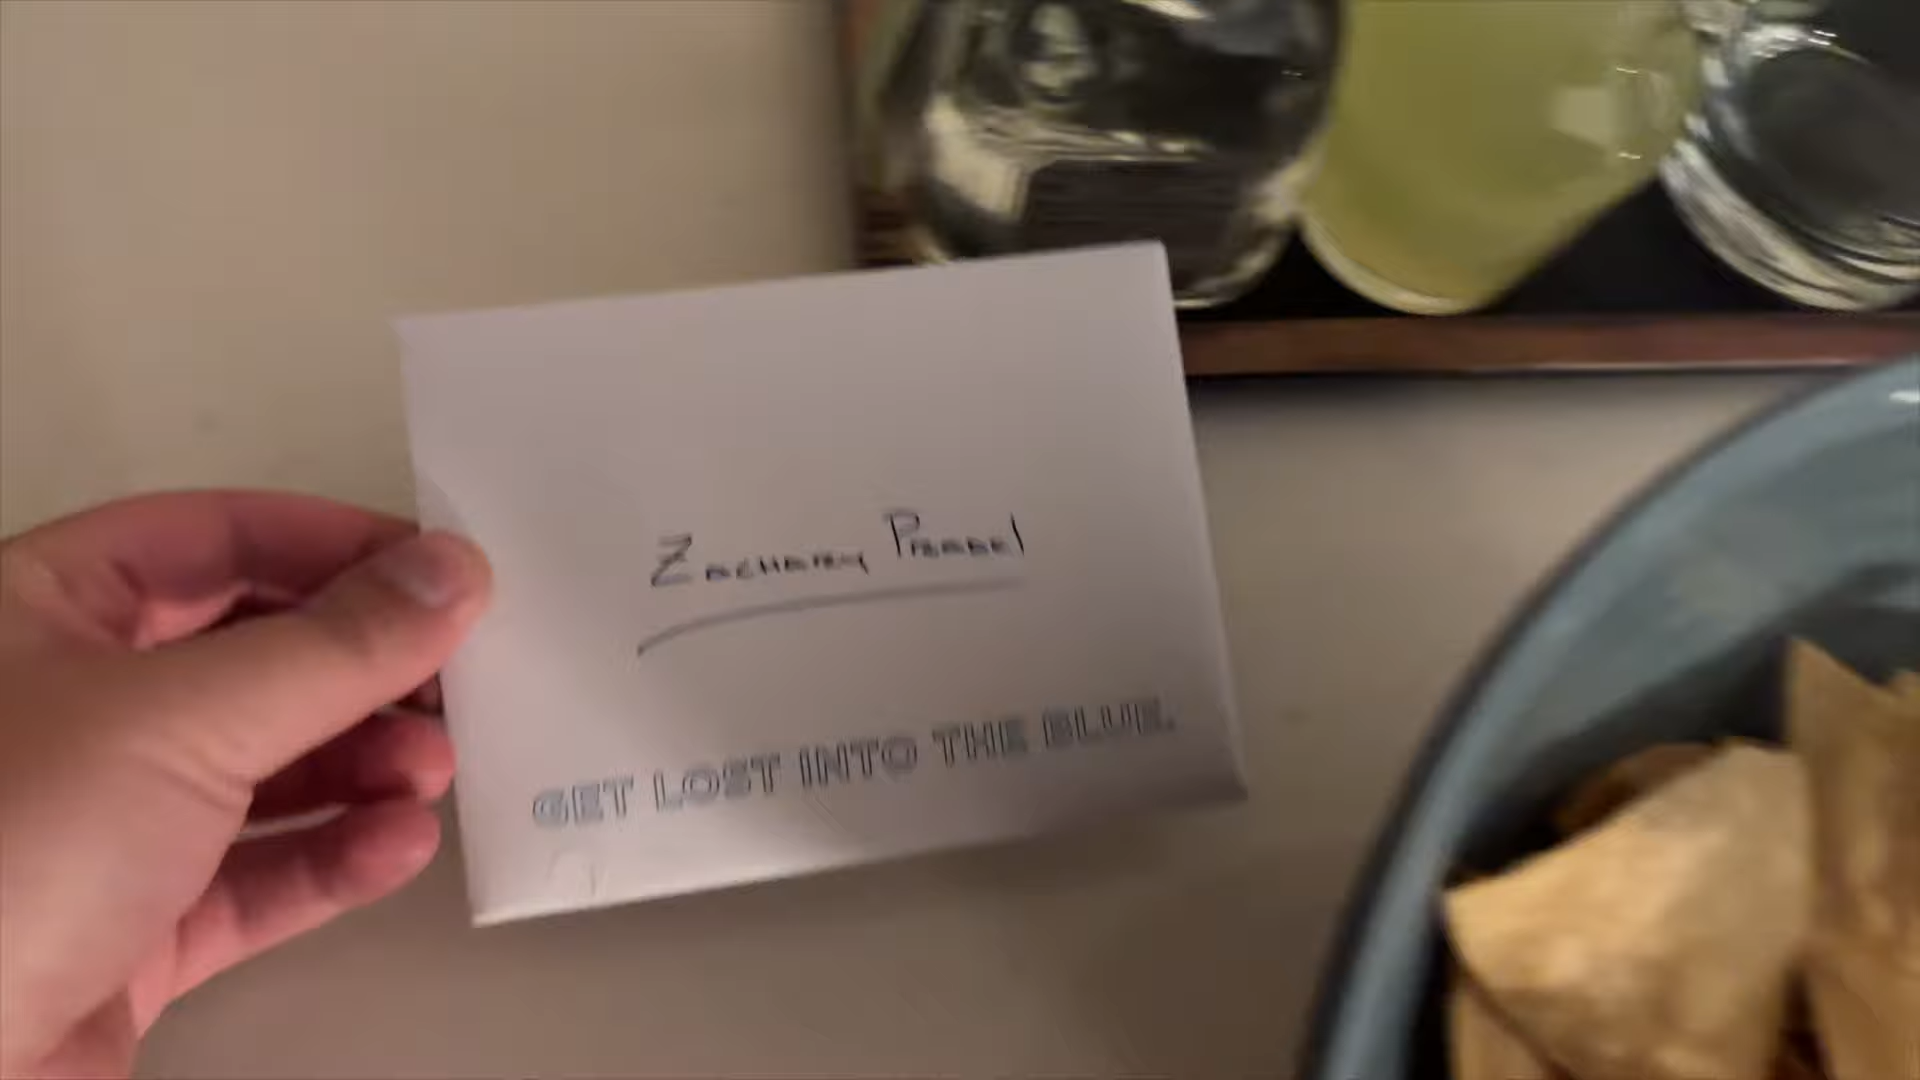 Zachary
GET LOST INTO THE BLUE.